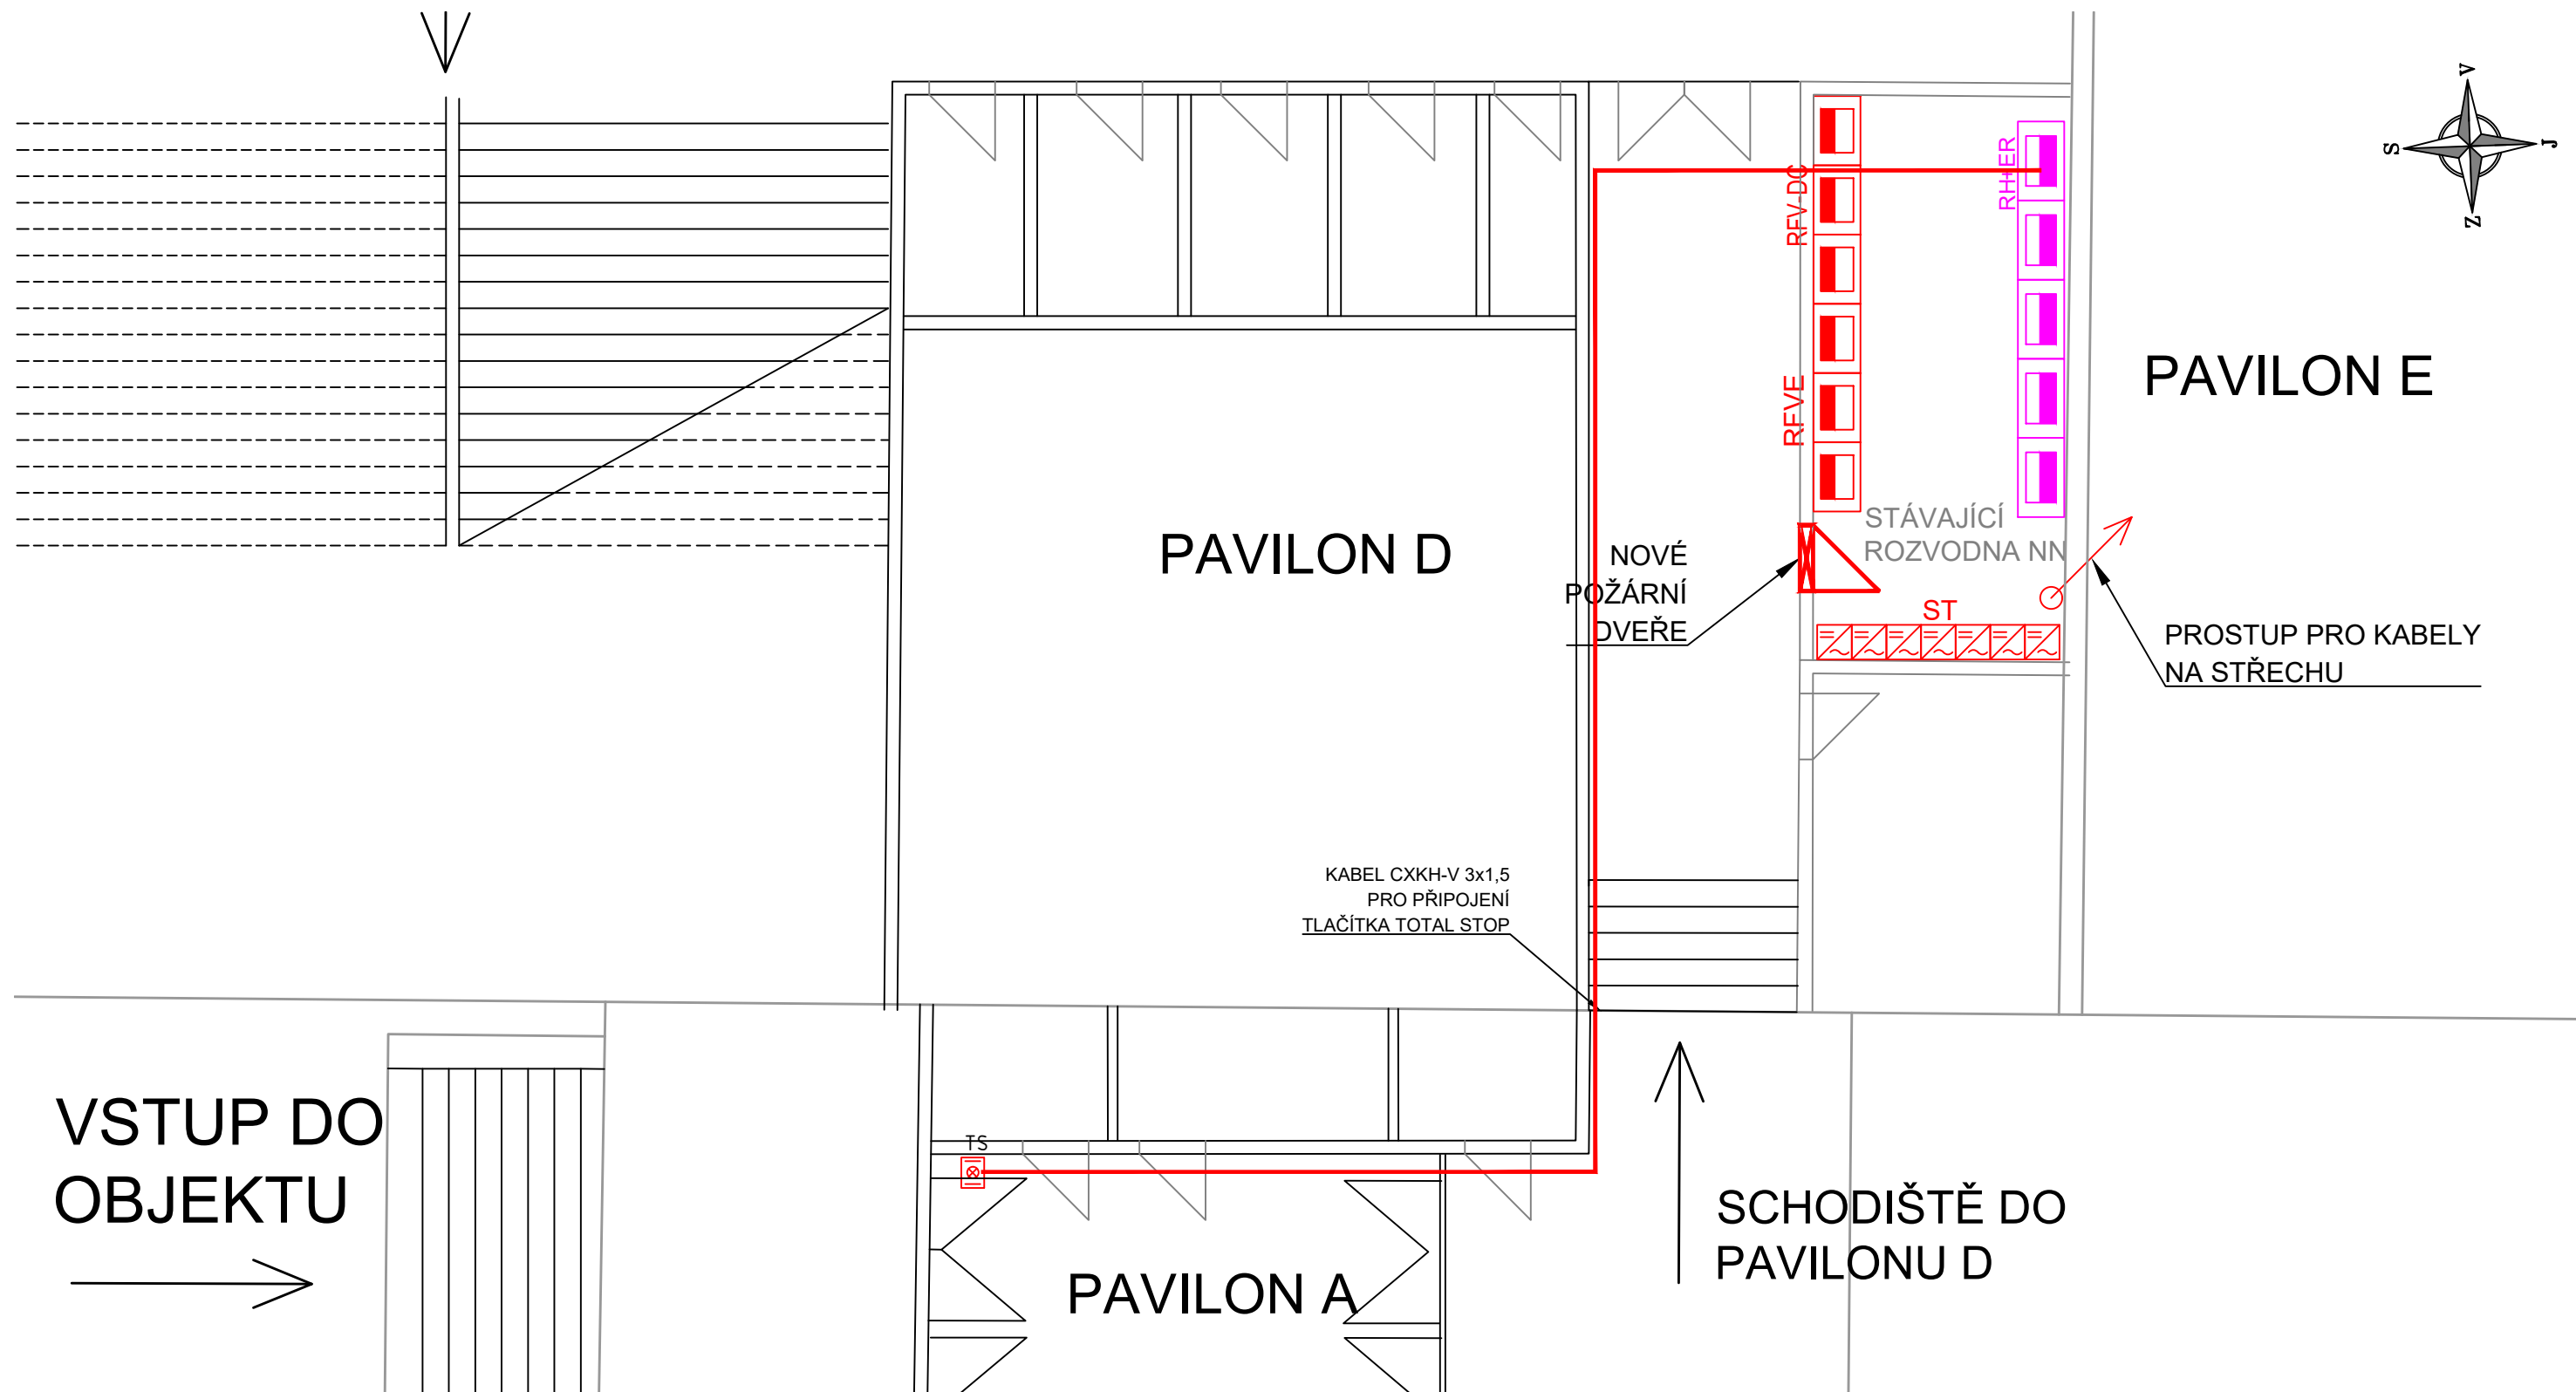 V
S
J
Z
RFV-DC
RH+ER
PAVILON E
RFVE
STÁVAJÍCÍ
ROZVODNA NN
PAVILON D
NOVÉ
POŽÁRNÍ
DVEŘE
ST
PROSTUP PRO KABELY
NA STŘECHU
KABEL CXKH-V 3x1,5
PRO PŘIPOJENÍ
TLAČÍTKA TOTAL STOP
VSTUP DO
OBJEKTU
TS
SCHODIŠTĚ DO
PAVILONU D
PAVILON A